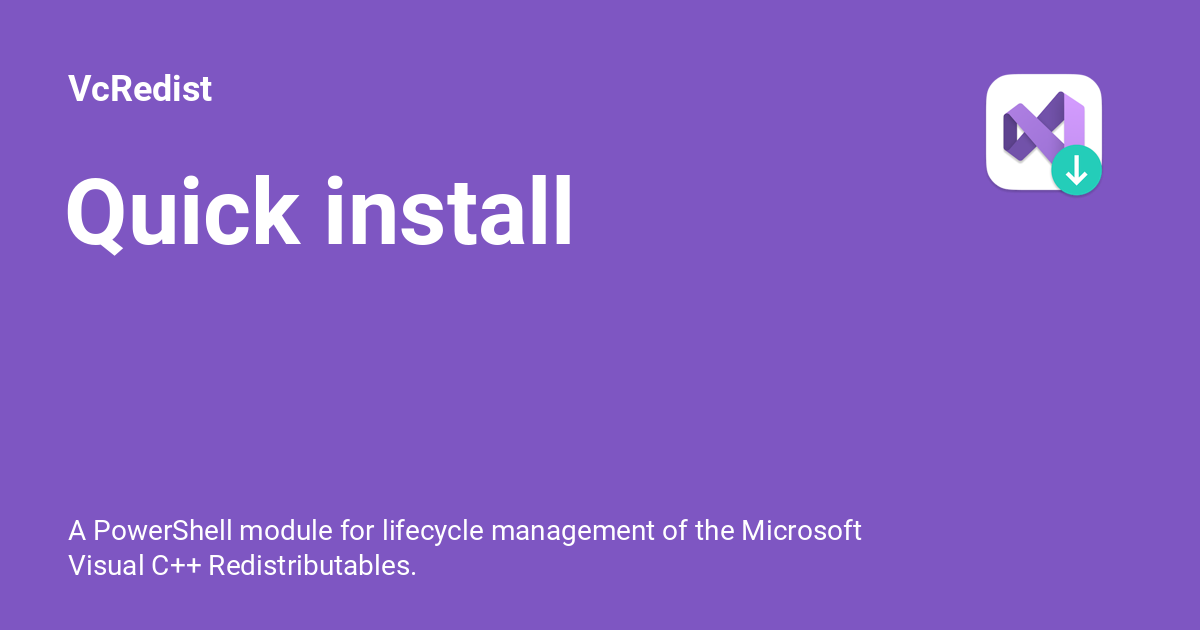 VcRedist
Quick install
A PowerShell module for lifecycle management of the Microsoft
Visual C++ Redistributables.